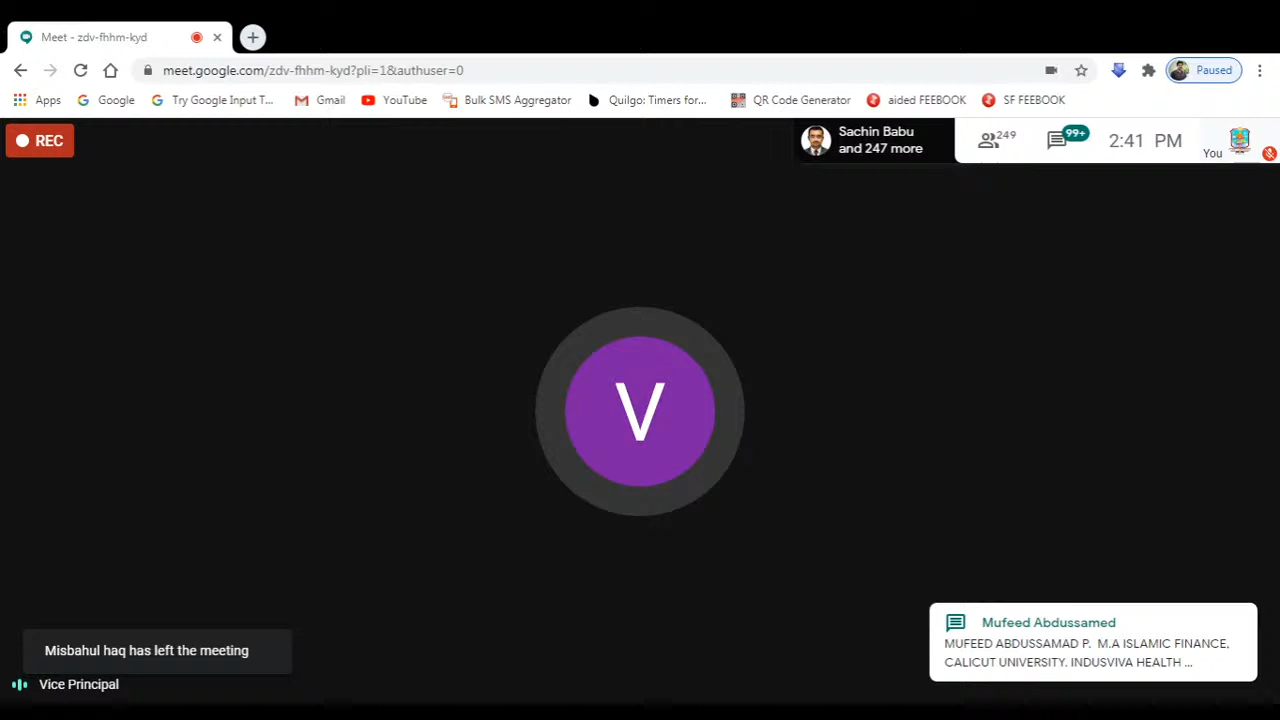 Meet - zdv-fhhm-kyd
meet.google.com/zdv-fhhm-kyd?pli=1&authuser=0
Paused
Apps Google Try Google Input T... Gmail YouTube Bulk SMS Aggregator Quilgo: Timers for... QR Code Generator aided FEEBOOK SF FEEBOOK
REC
Sachin Babu
and 247 more
249
99+
2:41 PM
You
V
Misbahul haq has left the meeting
Vice Principal
Mufeed Abdussamed
MUFEED ABDUSSAMAD P. M.A ISLAMIC FINANCE,
CALICUT UNIVERSITY. INDUSVIVA HEALTH ...